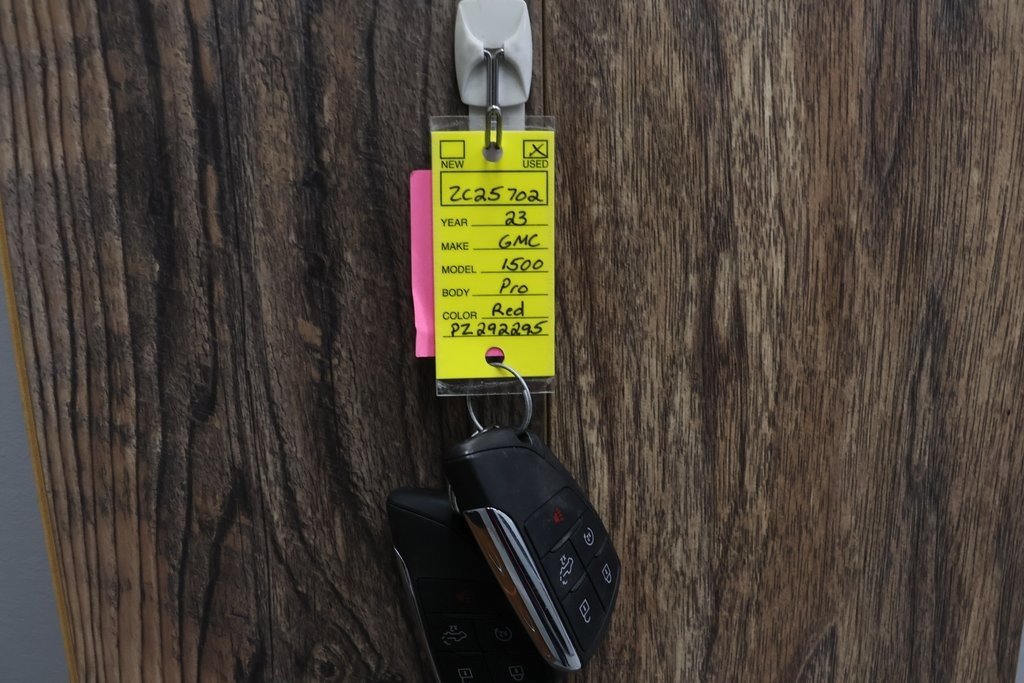 NEW USED
ZC25702
YEAR 23
MAKE GMC
MODEL 1500
BODY Pro
COLOR Red
PZ292295